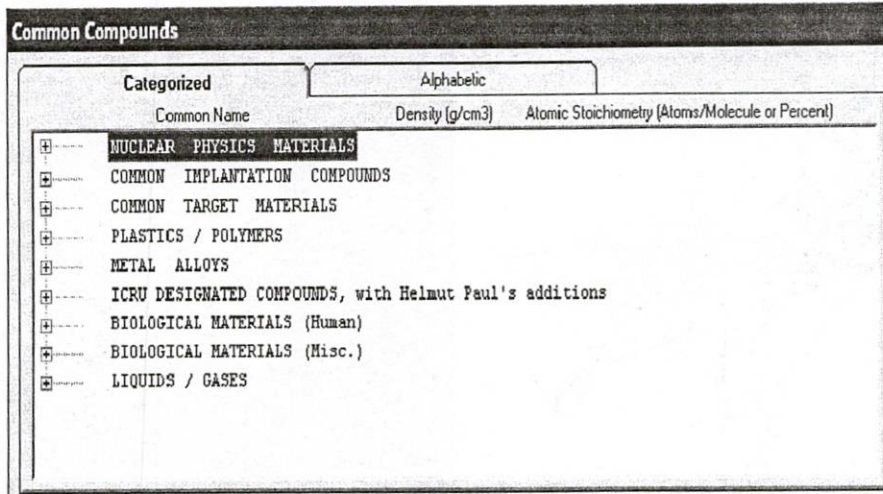 Common Compounds
Categorized Alphabetic
Common Name Density (g/cm3) Atomic Stoichiometry (Atoms/Molecule or Percent)
NUCLEAR PHYSICS MATERIALS
COMMON IMPLANTATION COMPOUNDS
COMMON TARGET MATERIALS
PLASTICS / POLYMERS
METAL ALLOYS
ICRU DESIGNATED COMPOUNDS, with Helmut Paul's additions
BIOLOGICAL MATERIALS (Human)
BIOLOGICAL MATERIALS (Misc.)
LIQUIDS / GASES